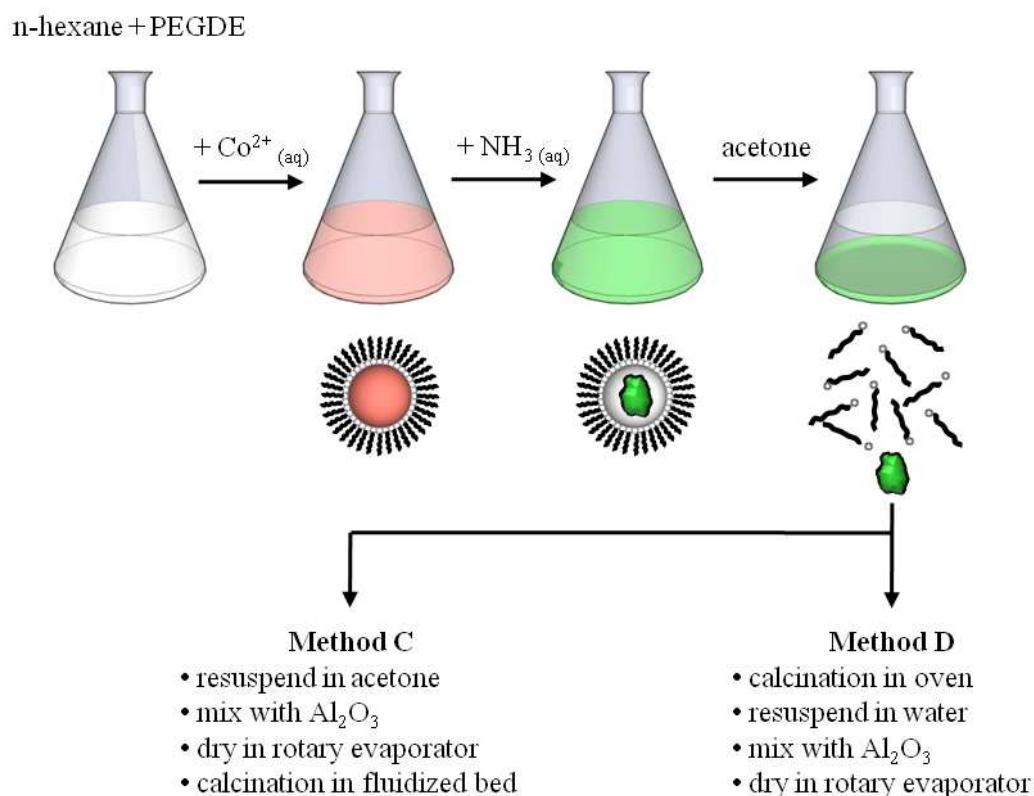 n-hexane + PEGDE
+ Co²⁺ (aq)
+ NH₃ (aq)
acetone
Method C
• resuspend in acetone
• mix with Al₂O₃
• dry in rotary evaporator
• calcination in fluidized bed
Method D
• calcination in oven
• resuspend in water
• mix with Al₂O₃
• dry in rotary evaporator